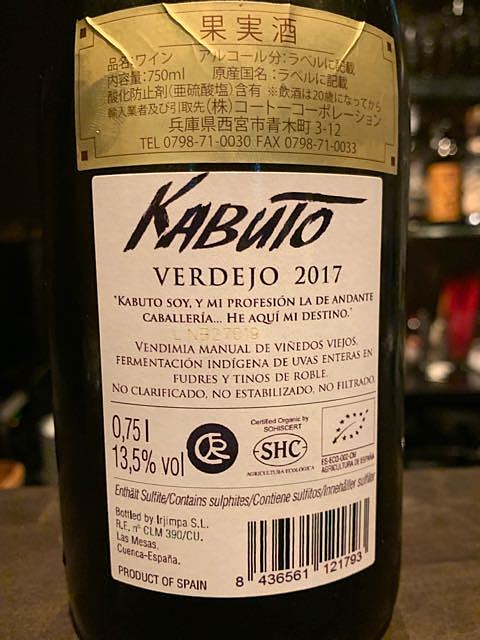 果実酒
品名:ワイン アルコール分:ラベルに記載
内容量:750ml 原産国名:ラベルに記載
酸化防止剤(亜硫酸塩)含有 ※飲酒は20歳になってから
輸入業者及び引取先(株)コートーコーポレーション
兵庫県西宮市青木町 3-12
TEL 0798-71-0030 FAX 0798-71-0033
KABUTO
VERDEJO 2017
"KABUTO SOY, Y MI PROFESIÓN LA DE ANDANTE
CABALLERÍA... HE AQUÍ MI DESTINO."
VENDIMIA MANUAL DE VIÑEDOS VIEJOS,
FERMENTACIÓN INDÍGENA DE UVAS ENTERAS EN
FUDRES Y TINOS DE ROBLE.
NO CLARIFICADO, NO ESTABILIZADO, NO FILTRADO.
0,75 l
13,5% vol
Certified Organic by
SOHISCERT
SHC
AGRICULTURA ECOLÓGICA
ES-ECO-002-CM
AGRICULTURA DE ESPAÑA
Enthält Sulfite/Contains sulphites/Contiene sulfitos/Innehåller sulfiter
Bottled by Irjimpa S.L.
R.E. nº CLM 390/CU.
Las Mesas,
Cuenca-España.
PRODUCT OF SPAIN
8 436561 121793